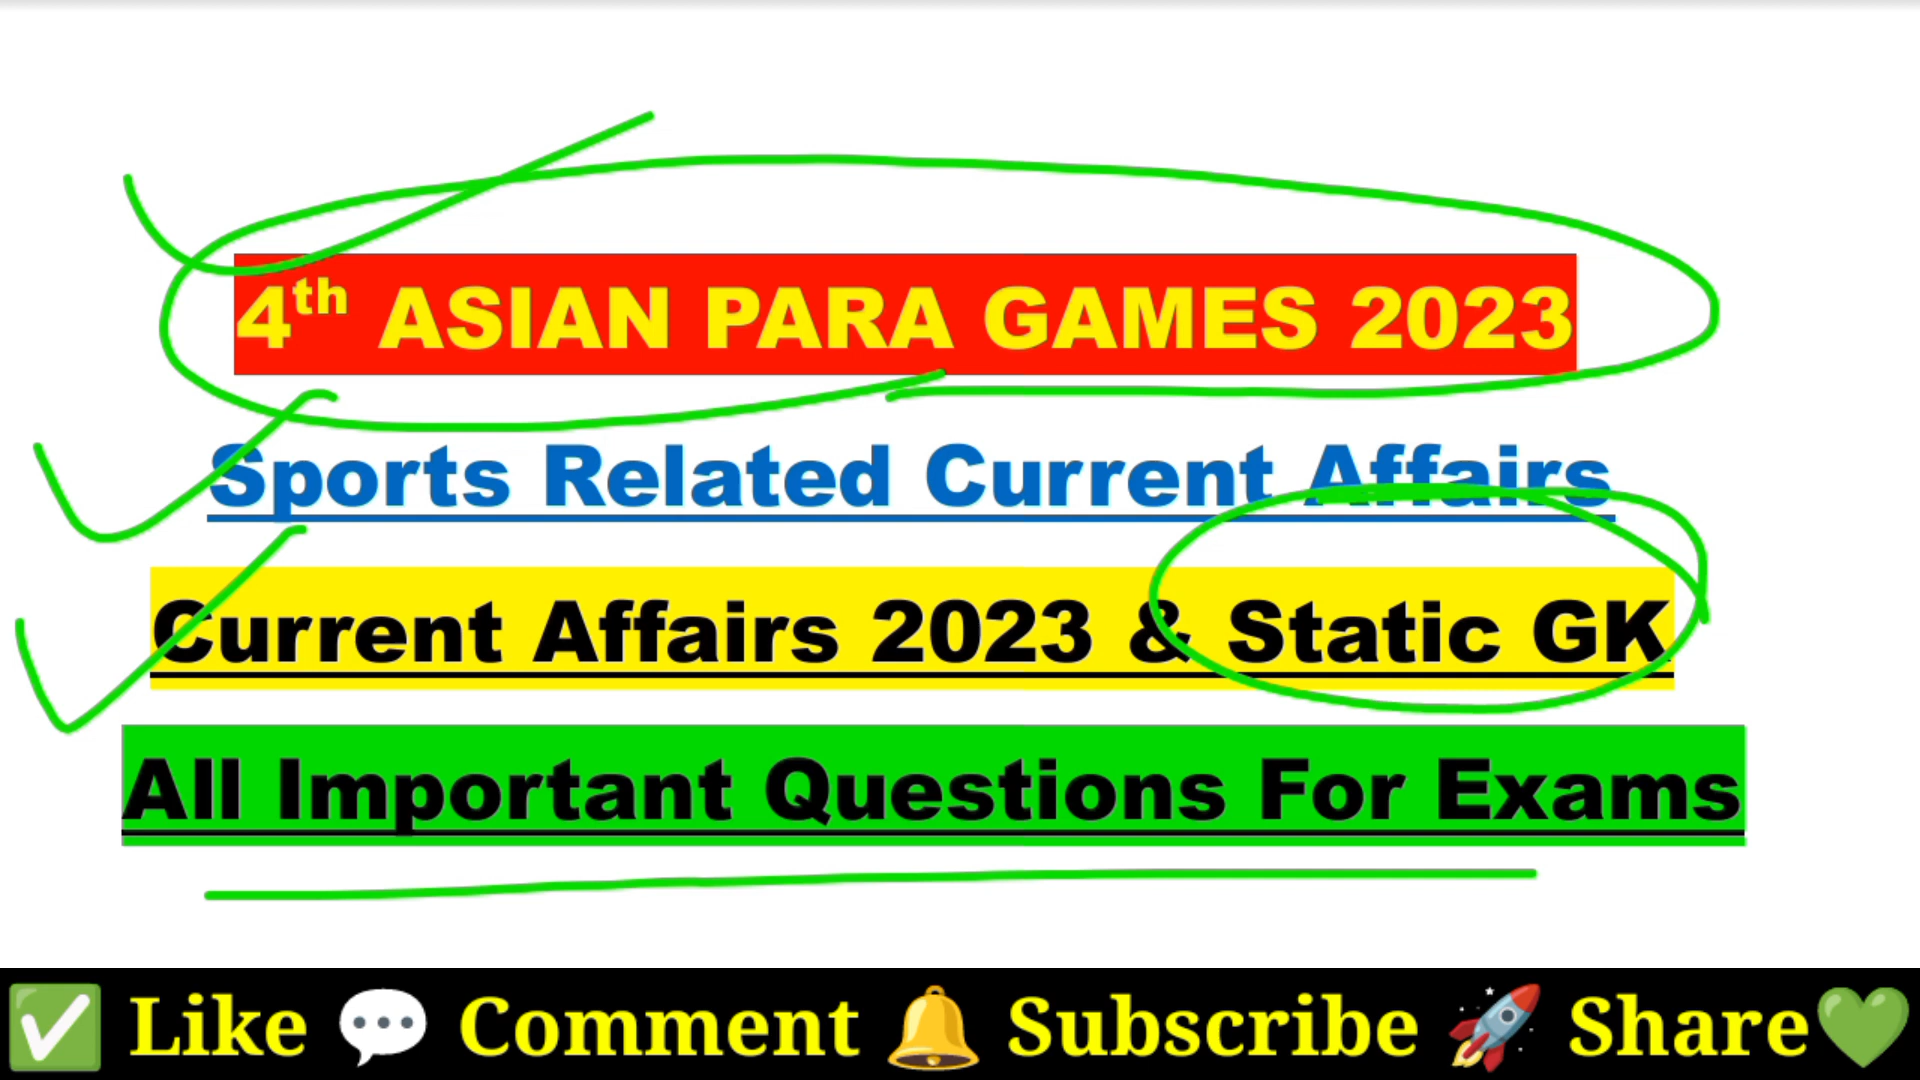 4th ASIAN PARA GAMES 2023
Sports Related Current Affairs
Current Affairs 2023 & Static GK
All Important Questions For Exams
✅ Like 💬 Comment 🔔 Subscribe 🚀 Share💚